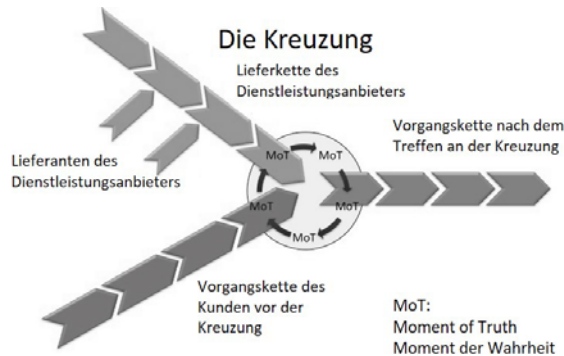 Die Kreuzung
Lieferkette des
Dienstleistungsanbieters
Vorgangskette nach dem
Treffen an der Kreuzung
Lieferanten des
Dienstleistungsanbieters
MoT
MoT
MoT
MoT
MoT
Vorgangskette des
Kunden vor der
Kreuzung
MoT:
Moment of Truth
Moment der Wahrheit